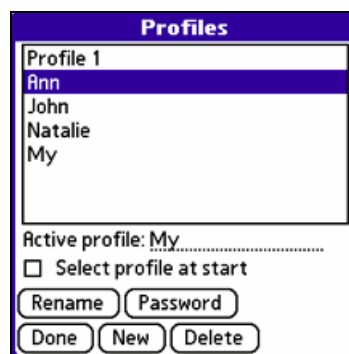 Profiles
Profile 1
Ann
John
Natalie
My
Active profile: My
Select profile at start
Rename Password
Done New Delete